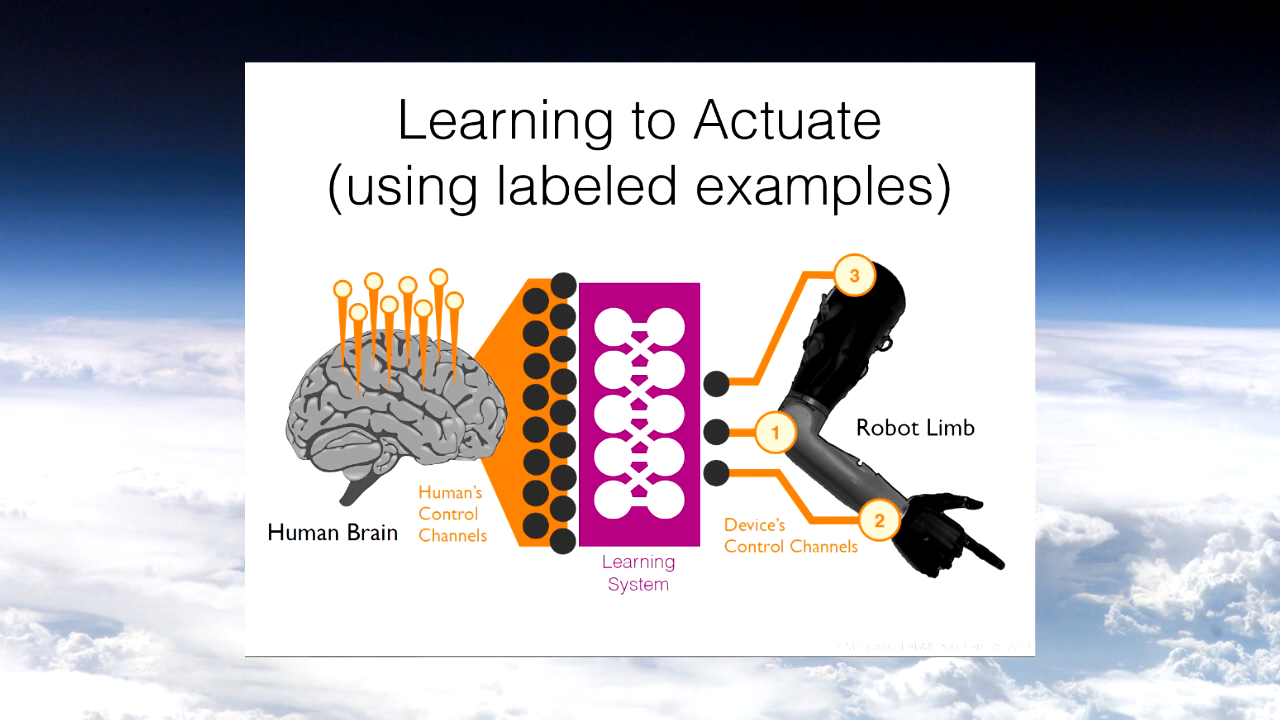 Learning to Actuate
(using labeled examples)
3
1
Robot Limb
Human's
Control
Channels
2
Human Brain
Device's
Control Channels
Learning
System